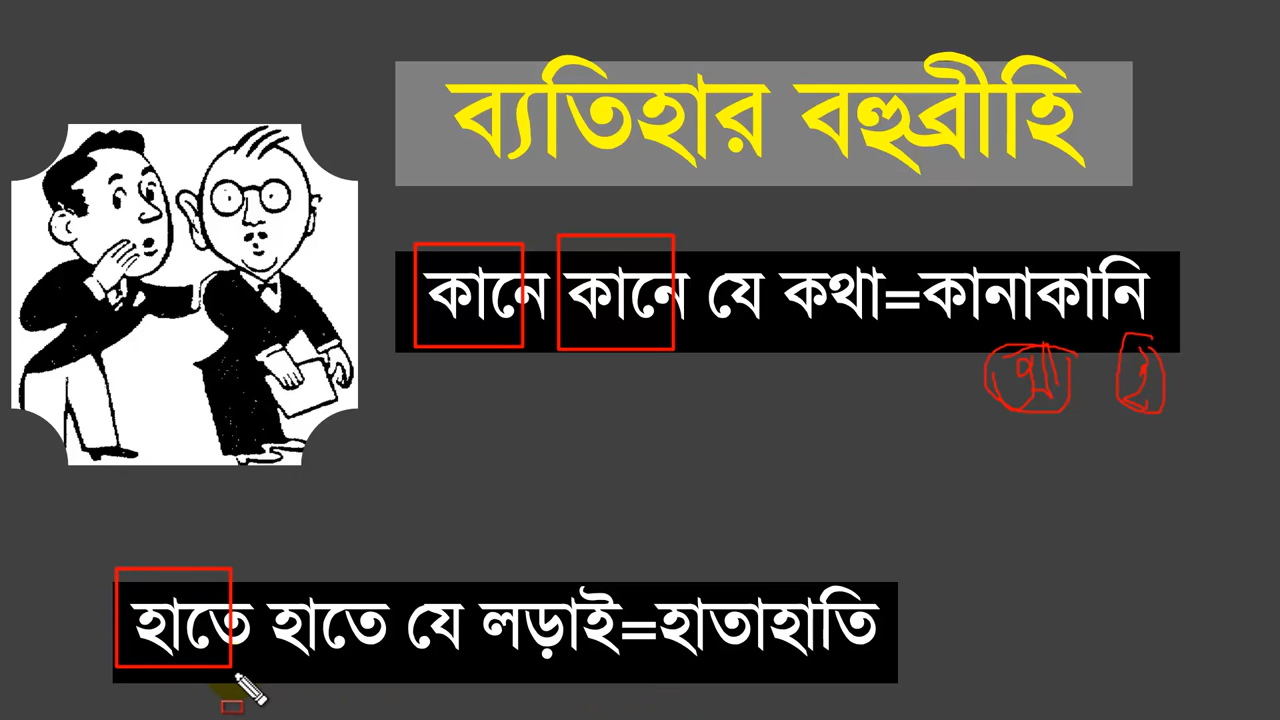 ব্যতিহার বহুব্রীহি
কানে কানে যে কথা=কানাকানি
আ ই
হাতে হাতে যে লড়াই=হাতাহাতি